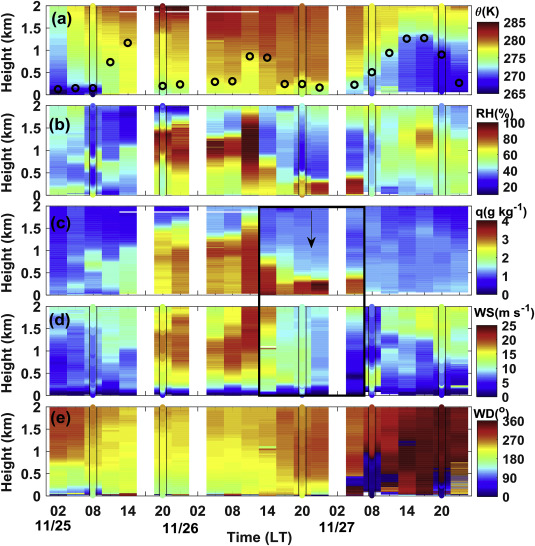 (a)
Height (km)
2
1.5
1
0.5
0
θ(K)
285
280
275
270
265
(b)
Height (km)
2
1.5
1
0.5
0
RH(%)
100
80
60
40
20
(c)
Height (km)
2
1.5
1
0.5
0
q(g kg⁻¹)
4
3
2
1
0
(d)
Height (km)
2
1.5
1
0.5
0
WS(m s⁻¹)
25
20
15
10
5
0
(e)
Height (km)
2
1.5
1
0.5
0
WD(°)
360
270
180
90
0
02 08 14 20 02 08 14 20 02 08 14 20
11/25 11/26 11/27
Time (LT)